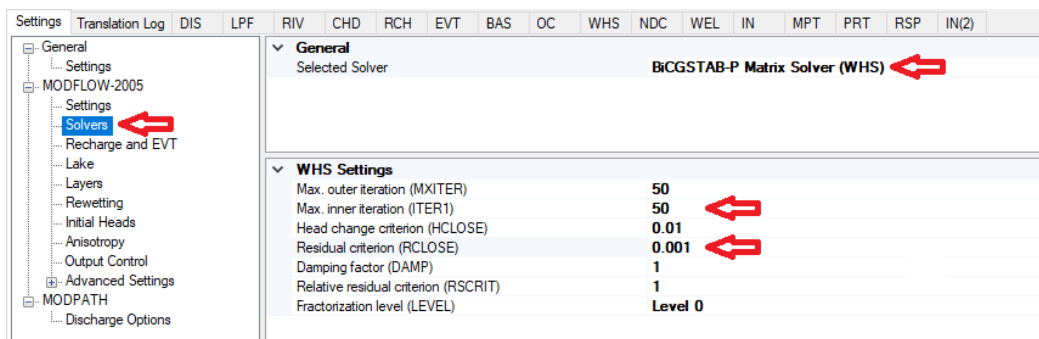 Settings Translation Log DIS LPF RIV CHD RCH EVT BAS OC WHS NDC WEL IN MPT PRT RSP IN(2)
General
Settings
MODFLOW-2005
Settings
Solvers
Recharge and EVT
Lake
Layers
Rewetting
Initial Heads
Anisotropy
Output Control
Advanced Settings
MODPATH
Discharge Options
General
Selected Solver BiCGSTAB-P Matrix Solver (WHS)
WHS Settings
Max. outer iteration (MXITER) 50
Max. inner iteration (ITER1) 50
Head change criterion (HCLOSE) 0.01
Residual criterion (RCLOSE) 0.001
Damping factor (DAMP) 1
Relative residual criterion (RSCRIT) 1
Fractorization level (LEVEL) Level 0